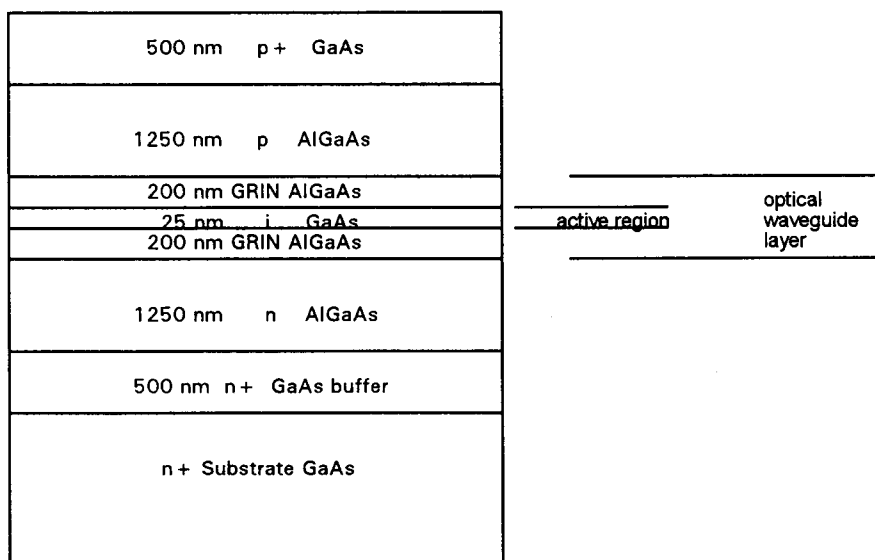 500 nm p+ GaAs
1250 nm p AlGaAs
200 nm GRIN AlGaAs
25 nm i GaAs
200 nm GRIN AlGaAs
1250 nm n AlGaAs
500 nm n+ GaAs buffer
n+ Substrate GaAs
active region
optical
waveguide
layer